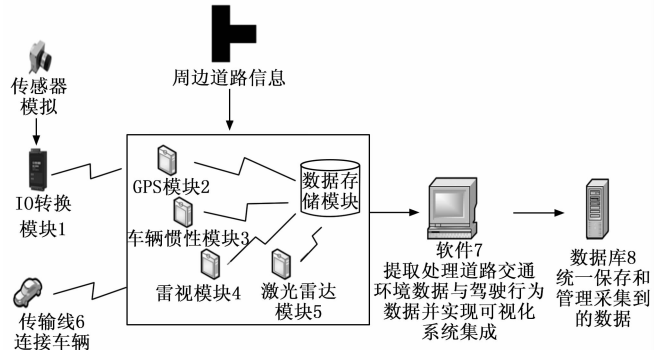 周边道路信息
传感器
模拟
IO转换
模块1
GPS模块2
数据存
储模块
车辆惯性模块3
雷视模块4
激光雷达
模块5
传输线6
连接车辆
软件7
提取处理道路交通
环境数据与驾驶行为
数据并实现可视化
系统集成
数据库8
统一保存和
管理采集到
的数据